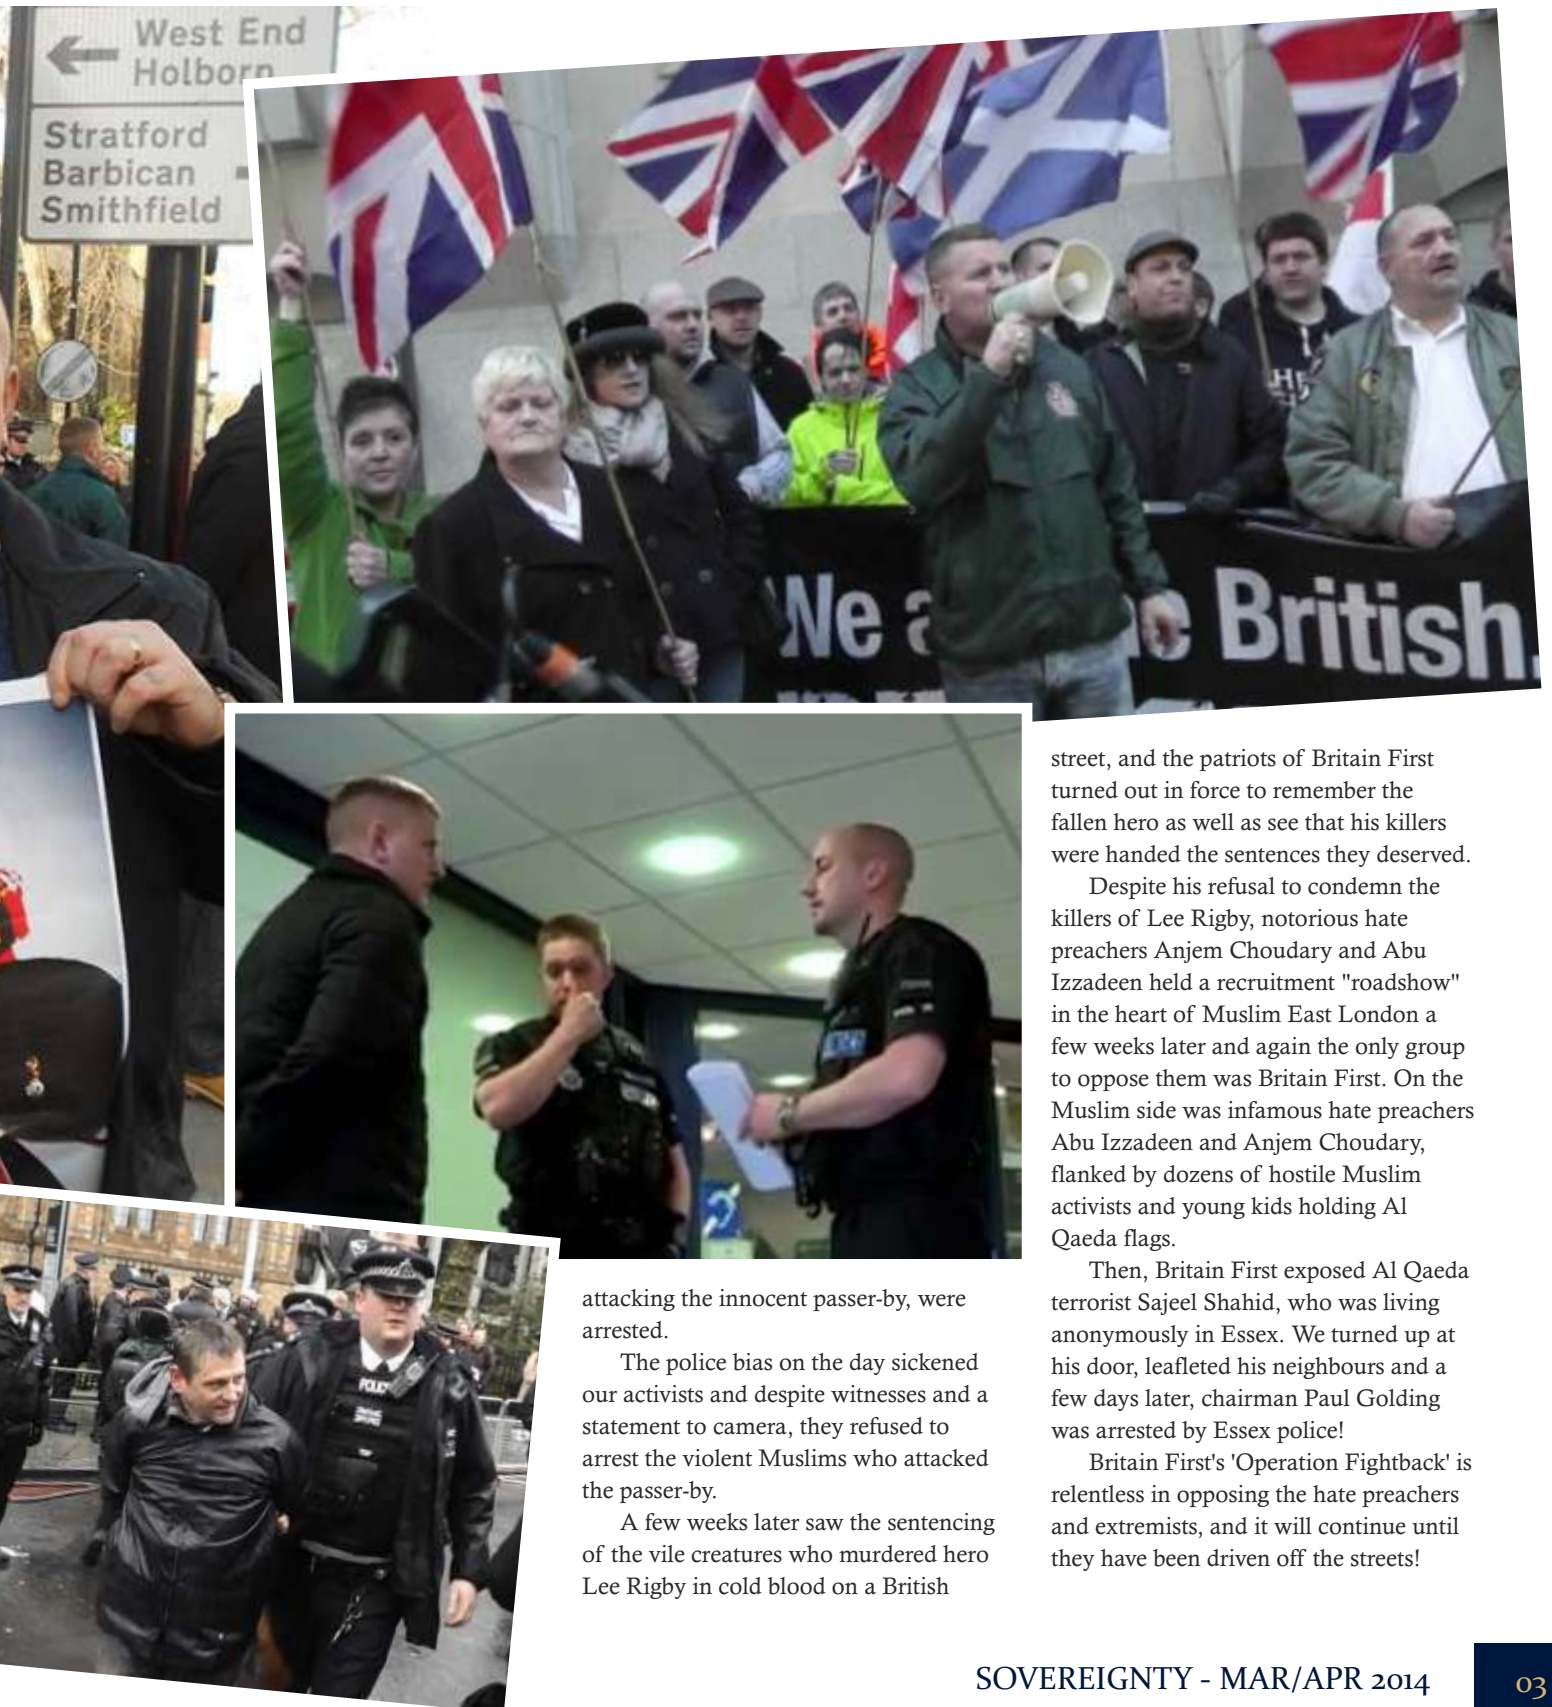 West End
Holborn
Stratford
Barbican
Smithfield
We a e British.
POLICE
attacking the innocent passer-by, were
arrested.
The police bias on the day sickened
our activists and despite witnesses and a
statement to camera, they refused to
arrest the violent Muslims who attacked
the passer-by.
A few weeks later saw the sentencing
of the vile creatures who murdered hero
Lee Rigby in cold blood on a British
street, and the patriots of Britain First
turned out in force to remember the
fallen hero as well as see that his killers
were handed the sentences they deserved.
Despite his refusal to condemn the
killers of Lee Rigby, notorious hate
preachers Anjem Choudary and Abu
Izzadeen held a recruitment "roadshow"
in the heart of Muslim East London a
few weeks later and again the only group
to oppose them was Britain First. On the
Muslim side was infamous hate preachers
Abu Izzadeen and Anjem Choudary,
flanked by dozens of hostile Muslim
activists and young kids holding Al
Qaeda flags.
Then, Britain First exposed Al Qaeda
terrorist Sajeel Shahid, who was living
anonymously in Essex. We turned up at
his door, leafleted his neighbours and a
few days later, chairman Paul Golding
was arrested by Essex police!
Britain First's 'Operation Fightback' is
relentless in opposing the hate preachers
and extremists, and it will continue until
they have been driven off the streets!
SOVEREIGNTY - MAR/APR 2014
03